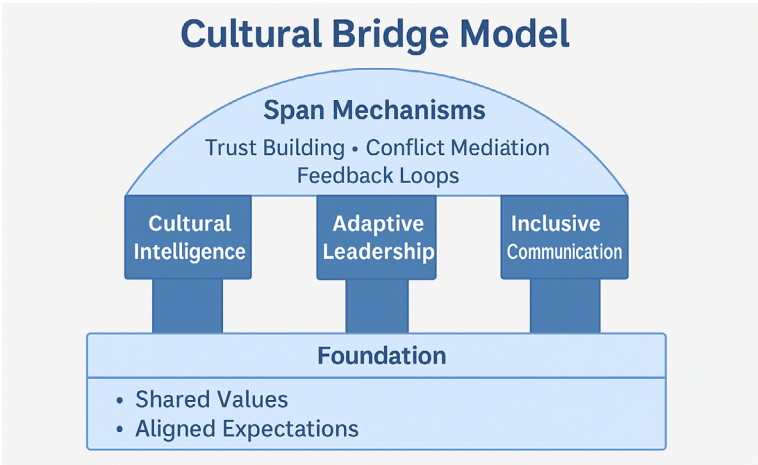 Cultural Bridge Model
Span Mechanisms
Trust Building • Conflict Mediation
Feedback Loops
Cultural
Intelligence
Adaptive
Leadership
Inclusive
Communication
Foundation
• Shared Values
• Aligned Expectations